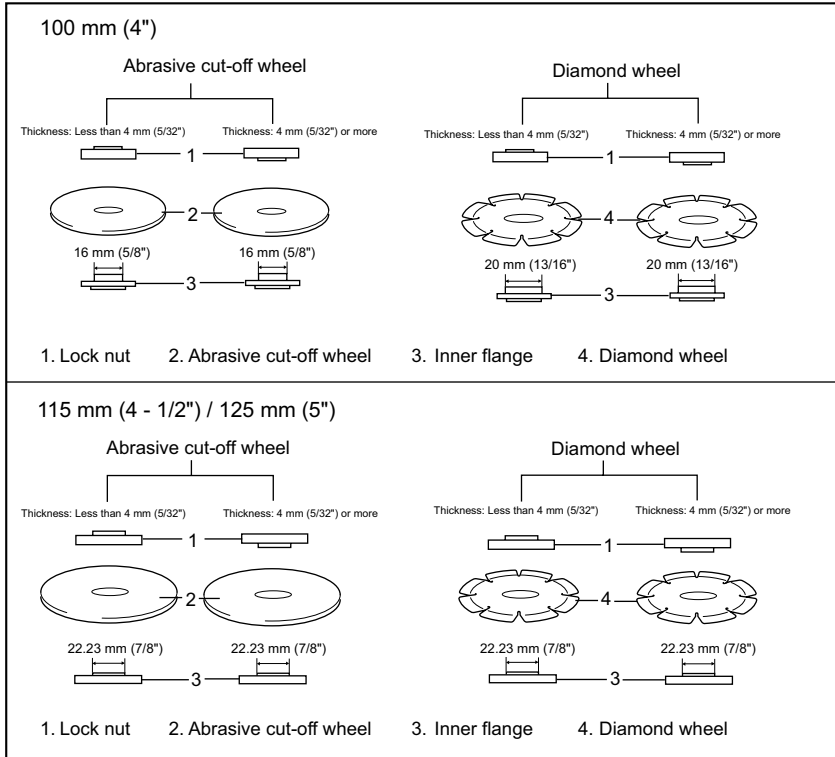 100 mm (4")
Abrasive cut-off wheel
Diamond wheel
Thickness: Less than 4 mm (5/32")
Thickness: 4 mm (5/32") or more
Thickness: Less than 4 mm (5/32")
Thickness: 4 mm (5/32") or more
1
1
2
4
16 mm (5/8")
16 mm (5/8")
20 mm (13/16")
20 mm (13/16")
3
3
1. Lock nut 2. Abrasive cut-off wheel 3. Inner flange 4. Diamond wheel
115 mm (4 - 1/2") / 125 mm (5")
Abrasive cut-off wheel
Diamond wheel
Thickness: Less than 4 mm (5/32")
Thickness: 4 mm (5/32") or more
Thickness: Less than 4 mm (5/32")
Thickness: 4 mm (5/32") or more
1
1
2
4
22.23 mm (7/8")
22.23 mm (7/8")
22.23 mm (7/8")
22.23 mm (7/8")
3
3
1. Lock nut 2. Abrasive cut-off wheel 3. Inner flange 4. Diamond wheel